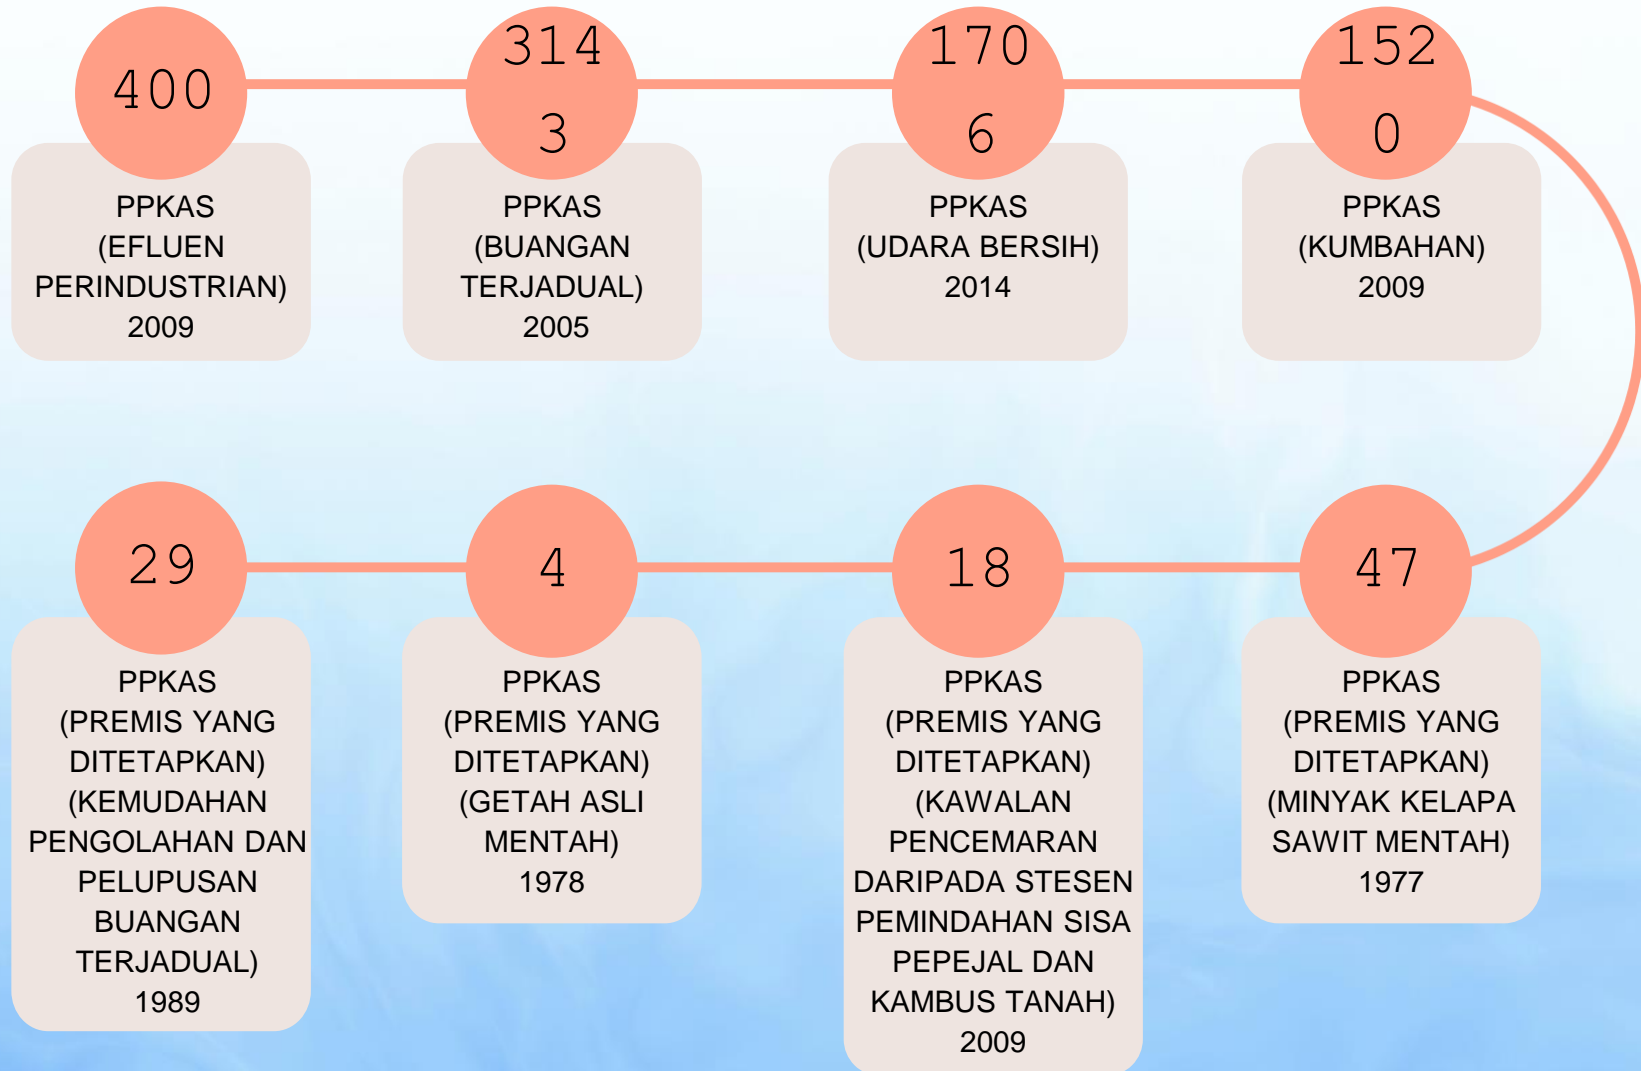 400
PPKAS
(EFLUEN
PERINDUSTRIAN)
2009
314
3
PPKAS
(BUANGAN
TERJADUAL)
2005
170
6
PPKAS
(UDARA BERSIH)
2014
152
0
PPKAS
(KUMBAHAN)
2009
29
PPKAS
(PREMIS YANG
DITETAPKAN)
(KEMUDAHAN
PENGOLAHAN DAN
PELUPUSAN
BUANGAN
TERJADUAL)
1989
4
PPKAS
(PREMIS YANG
DITETAPKAN)
(GETAH ASLI
MENTAH)
1978
18
PPKAS
(PREMIS YANG
DITETAPKAN)
(KAWALAN
PENCEMARAN
DARIPADA STESEN
PEMINDAHAN SISA
PEPEJAL DAN
KAMBUS TANAH)
2009
47
PPKAS
(PREMIS YANG
DITETAPKAN)
(MINYAK KELAPA
SAWIT MENTAH)
1977